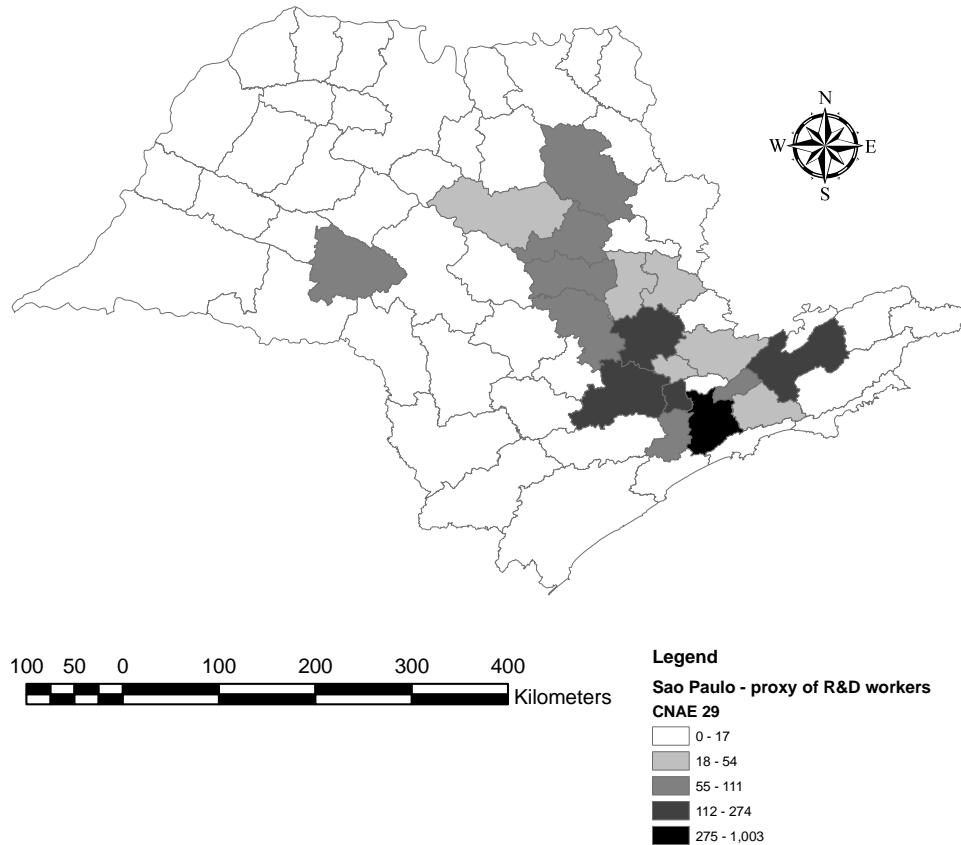 N
W E
S
100 50 0 100 200 300 400
Kilometers
Legend
Sao Paulo - proxy of R&D workers
CNAE 29
0 - 17
18 - 54
55 - 111
112 - 274
275 - 1,003